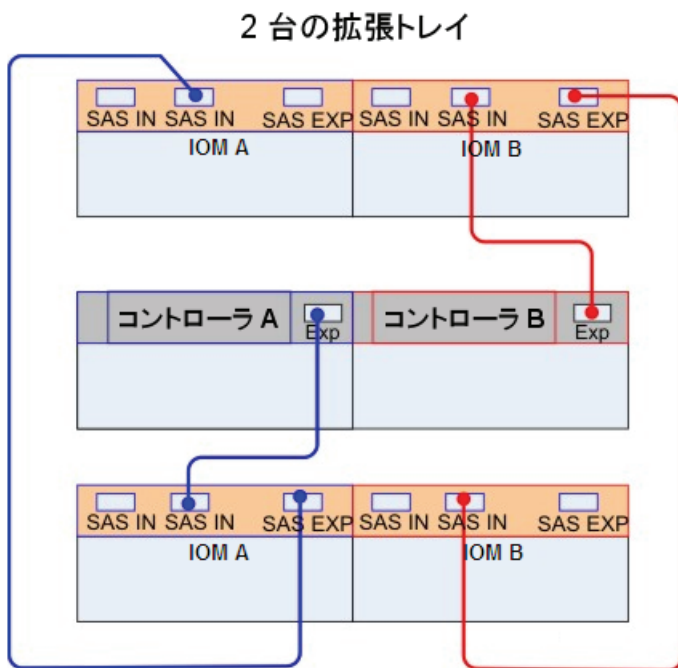 2 台の拡張トレイ
SAS IN SAS IN SAS EXP SAS IN SAS IN SAS EXP
IOM A IOM B
コントローラ A Exp コントローラ B Exp
SAS IN SAS IN SAS EXP SAS IN SAS IN SAS EXP
IOM A IOM B